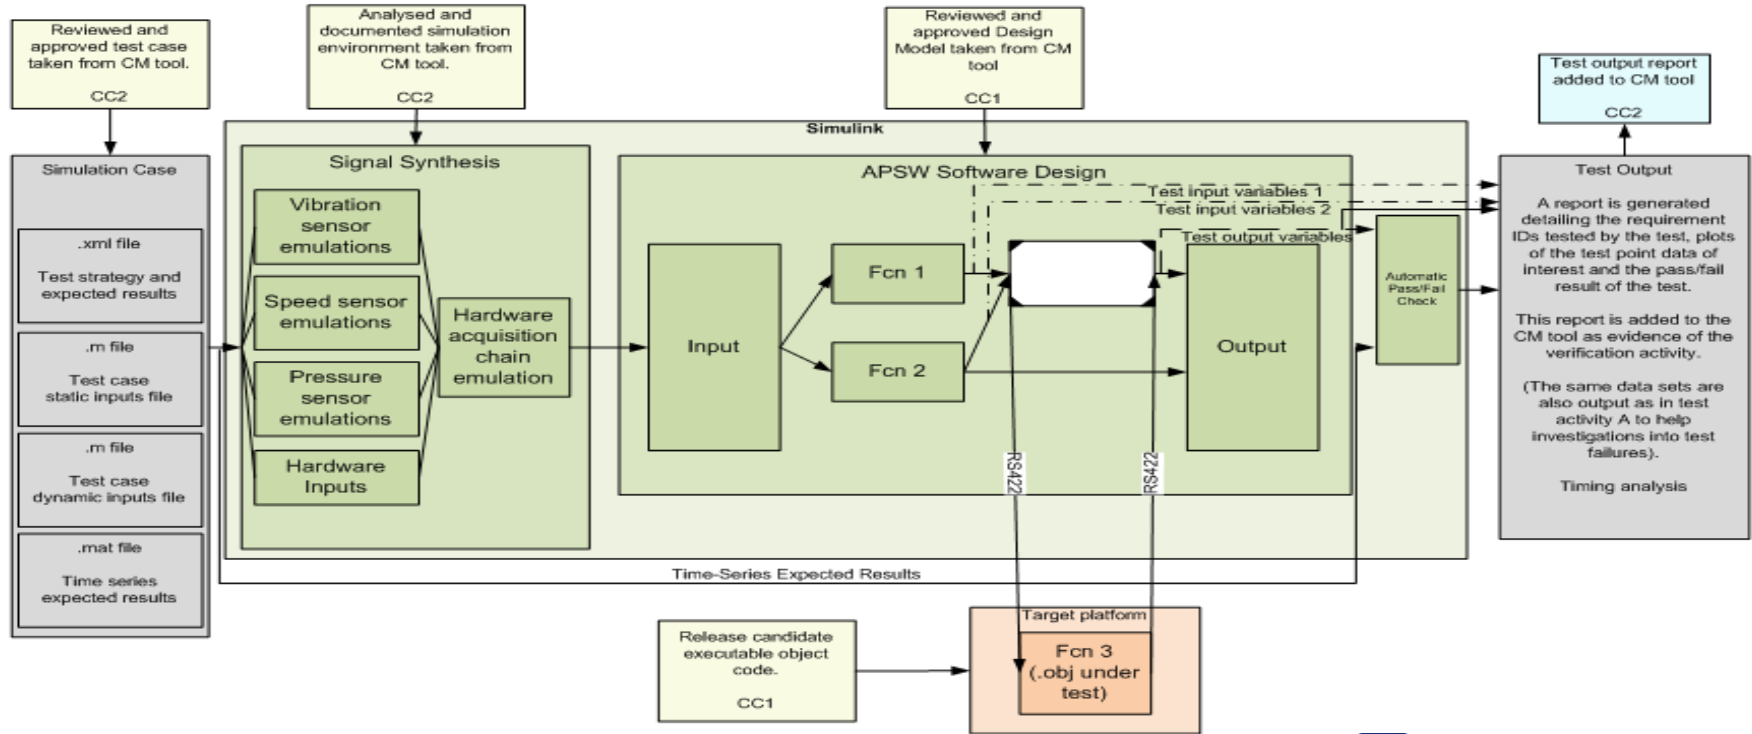 Reviewed and
approved test case
taken from CM tool.
CC2
Analysed and
documented simulation
environment taken from
CM tool.
CC2
Reviewed and
approved Design
Model taken from CM
tool
CC1
Test output report
added to CM tool
CC2
Simulink
Simulation Case
.xml file
Test strategy and
expected results
.m file
Test case
static inputs file
.m file
Test case
dynamic inputs file
.mat file
Time series
expected results
Signal Synthesis
Vibration
sensor
emulations
Speed sensor
emulations
Pressure
sensor
emulations
Hardware
Inputs
Hardware
acquisition
chain
emulation
APSW Software Design
Input
Fcn 1
Fcn 2
Test input variables 1
Test input variables 2
Test output variables
Output
RS422
RS422
Automatic
Pass/Fail
Check
Test Output
A report is generated
detailing the requirement
IDs tested by the test, plots
of the test point data of
interest and the pass/fail
result of the test.
This report is added to the
CM tool as evidence of the
verification activity.
(The same data sets are
also output as in test
activity A to help
investigations into test
failures).
Timing analysis
Time-Series Expected Results
Release candidate
executable object
code.
CC1
Target platform
Fcn 3
(.obj under
test)